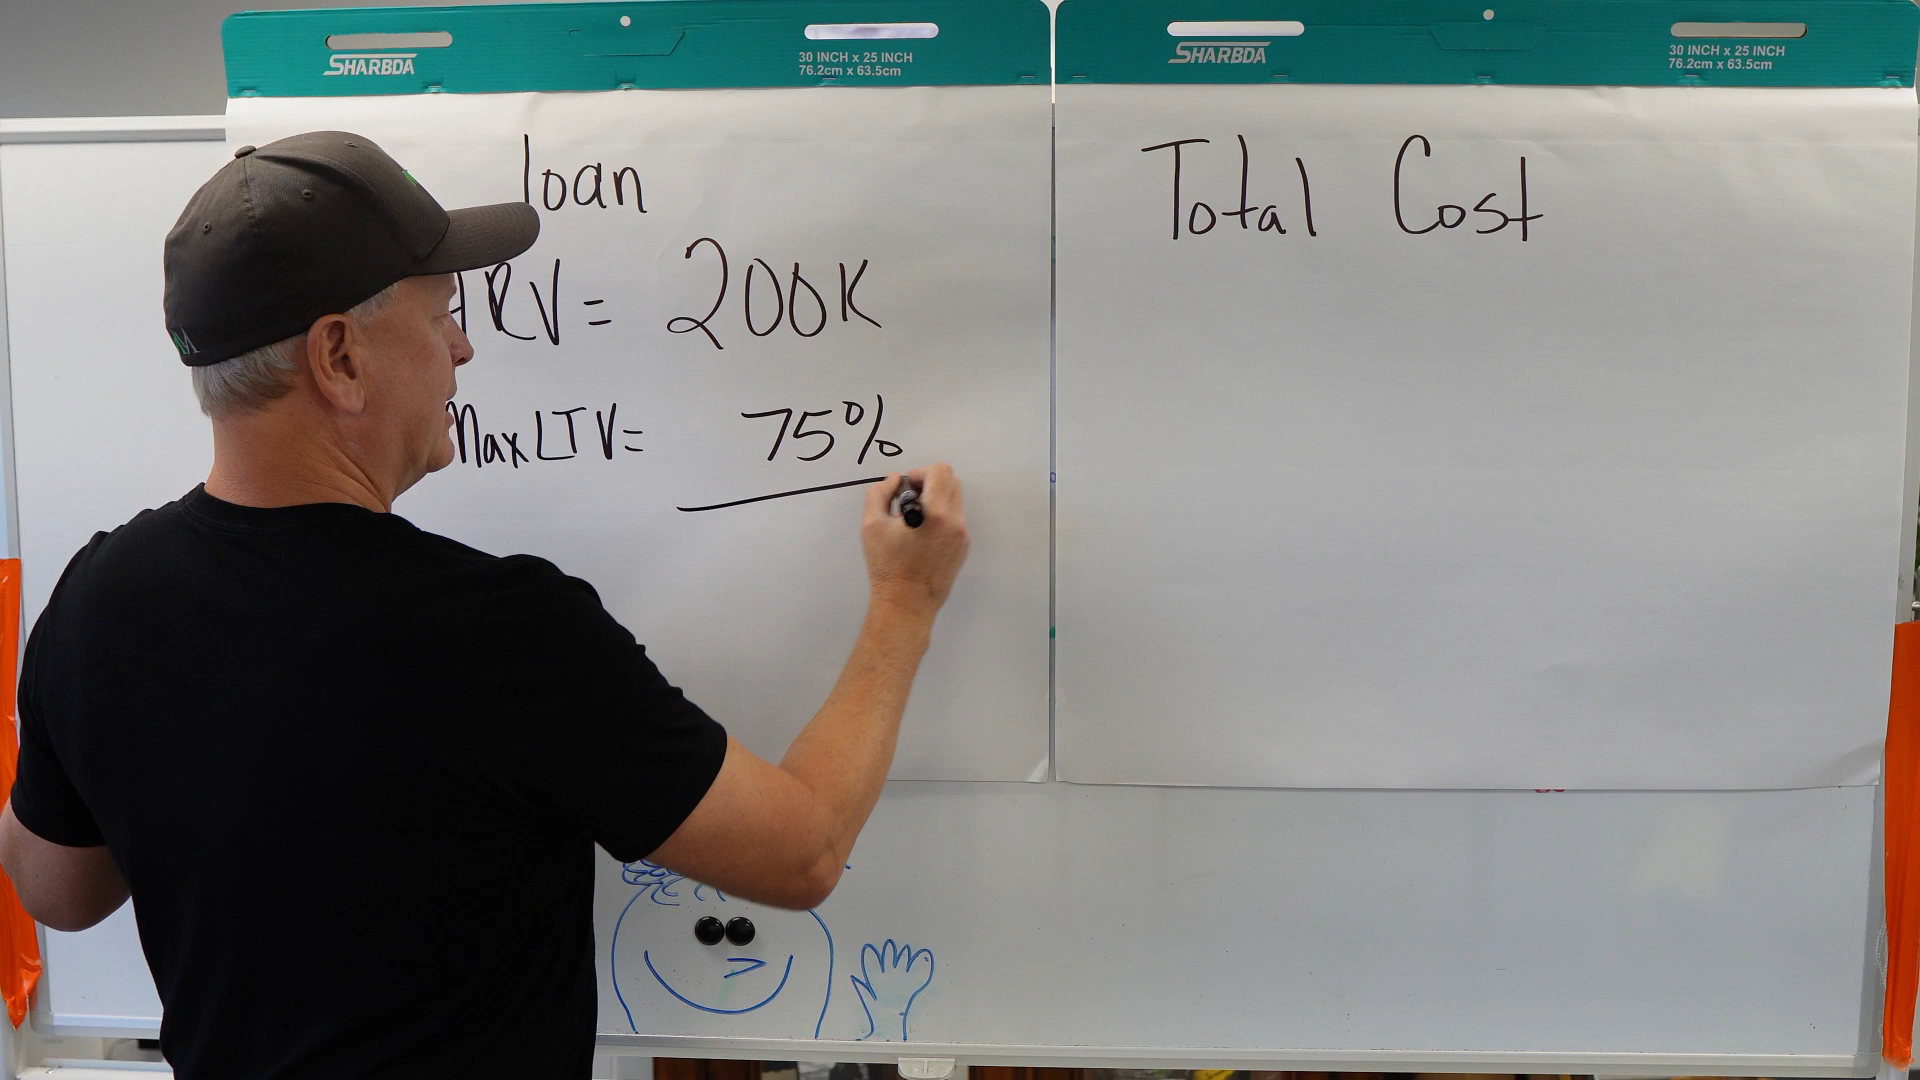 SHARBDA
30 INCH x 25 INCH
76.2cm x 63.5cm
loan
ARV = 200K
Max LTV = 75%
SHARBDA
30 INCH x 25 INCH
76.2cm x 63.5cm
Total Cost